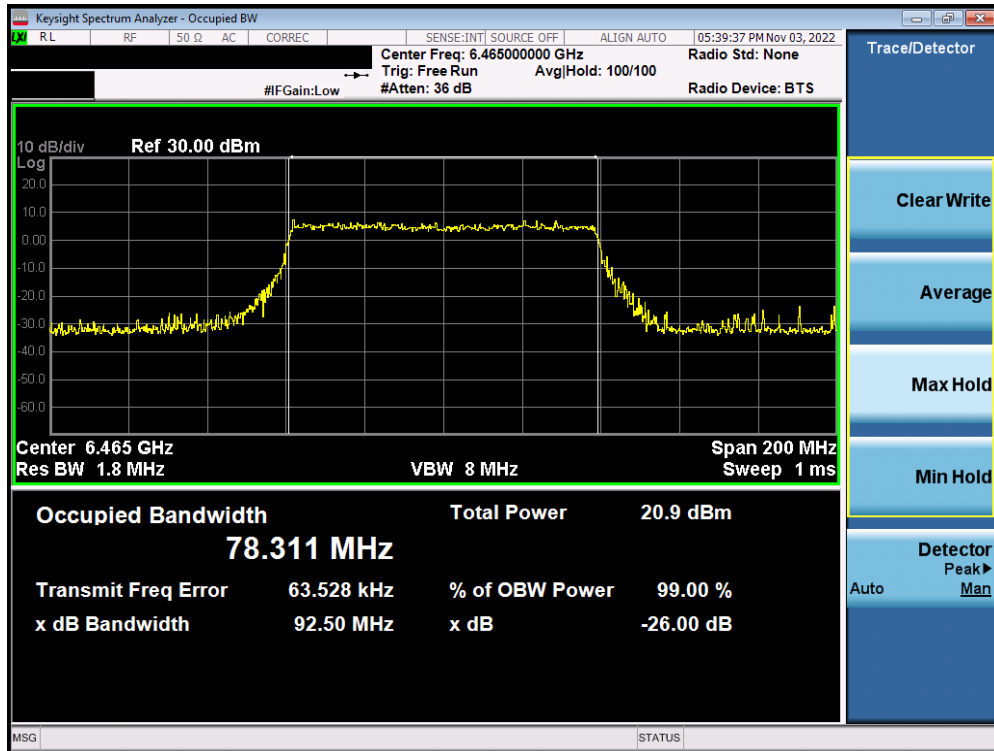 Keysight Spectrum Analyzer - Occupied BW
LXI RL RF 50 Ω AC CORREC SENSE:INT SOURCE OFF ALIGN AUTO 05:39:37 PM Nov 03, 2022
Center Freq: 6.465000000 GHz Radio Std: None
Trig: Free Run Avg|Hold: 100/100
#IFGain:Low #Atten: 36 dB Radio Device: BTS
10 dB/div Ref 30.00 dBm
Log
20.0
10.0
0.00
-10.0
-20.0
-30.0
-40.0
-50.0
-60.0
Center 6.465 GHz Span 200 MHz
Res BW 1.8 MHz VBW 8 MHz Sweep 1 ms
Occupied Bandwidth Total Power 20.9 dBm
78.311 MHz
Transmit Freq Error 63.528 kHz % of OBW Power 99.00 %
x dB Bandwidth 92.50 MHz x dB -26.00 dB
MSG STATUS
Trace/Detector
Clear Write
Average
Max Hold
Min Hold
Detector
Peak▶
Auto Man